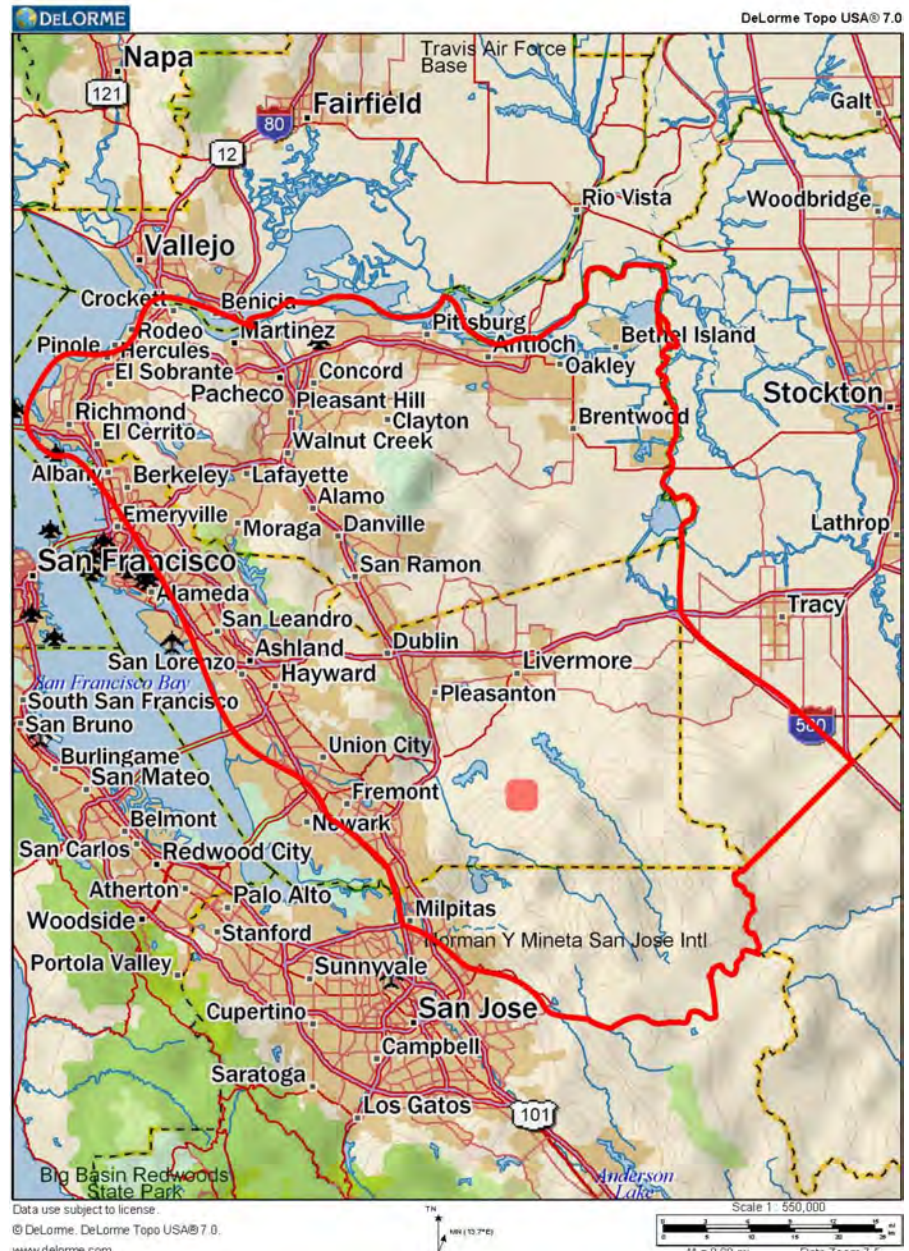 DELORME
DeLorme Topo USA® 7.0
Napa
Travis Air Force
Base
121
Galt
Fairfield
80
12
Rio Vista
Woodbridge
Vallejo
Crockett
Benicia
Rodeo
Martinez
Pittsburg
Pinole
Hercules
Antioch
Bethel Island
El Sobrante
Oakley
Pacheco
Concord
Stockton
Pleasant Hill
Richmond
Clayton
Brentwood
El Cerrito
Walnut Creek
Albany
Berkeley
Lafayette
Alamo
Emeryville
Moraga
Danville
Lathrop
San Francisco
San Ramon
Alameda
Tracy
San Leandro
Dublin
San Lorenzo
Ashland
Livermore
Hayward
San Francisco Bay
Pleasanton
South San Francisco
San Bruno
580
Union City
Burlingame
San Mateo
Fremont
Belmont
Newark
San Carlos
Redwood City
Atherton
Palo Alto
Woodside
Milpitas
Stanford
Norman Y Mineta San Jose Intl
Portola Valley
Sunnyvale
Cupertino
San Jose
Campbell
Saratoga
Los Gatos
101
Big Basin Redwoods
State Park
Anderson
Lake
Data use subject to license.
© DeLorme. DeLorme Topo USA® 7.0.
www.delorme.com
TN
MN (13.7°E)
Scale 1 : 550,000